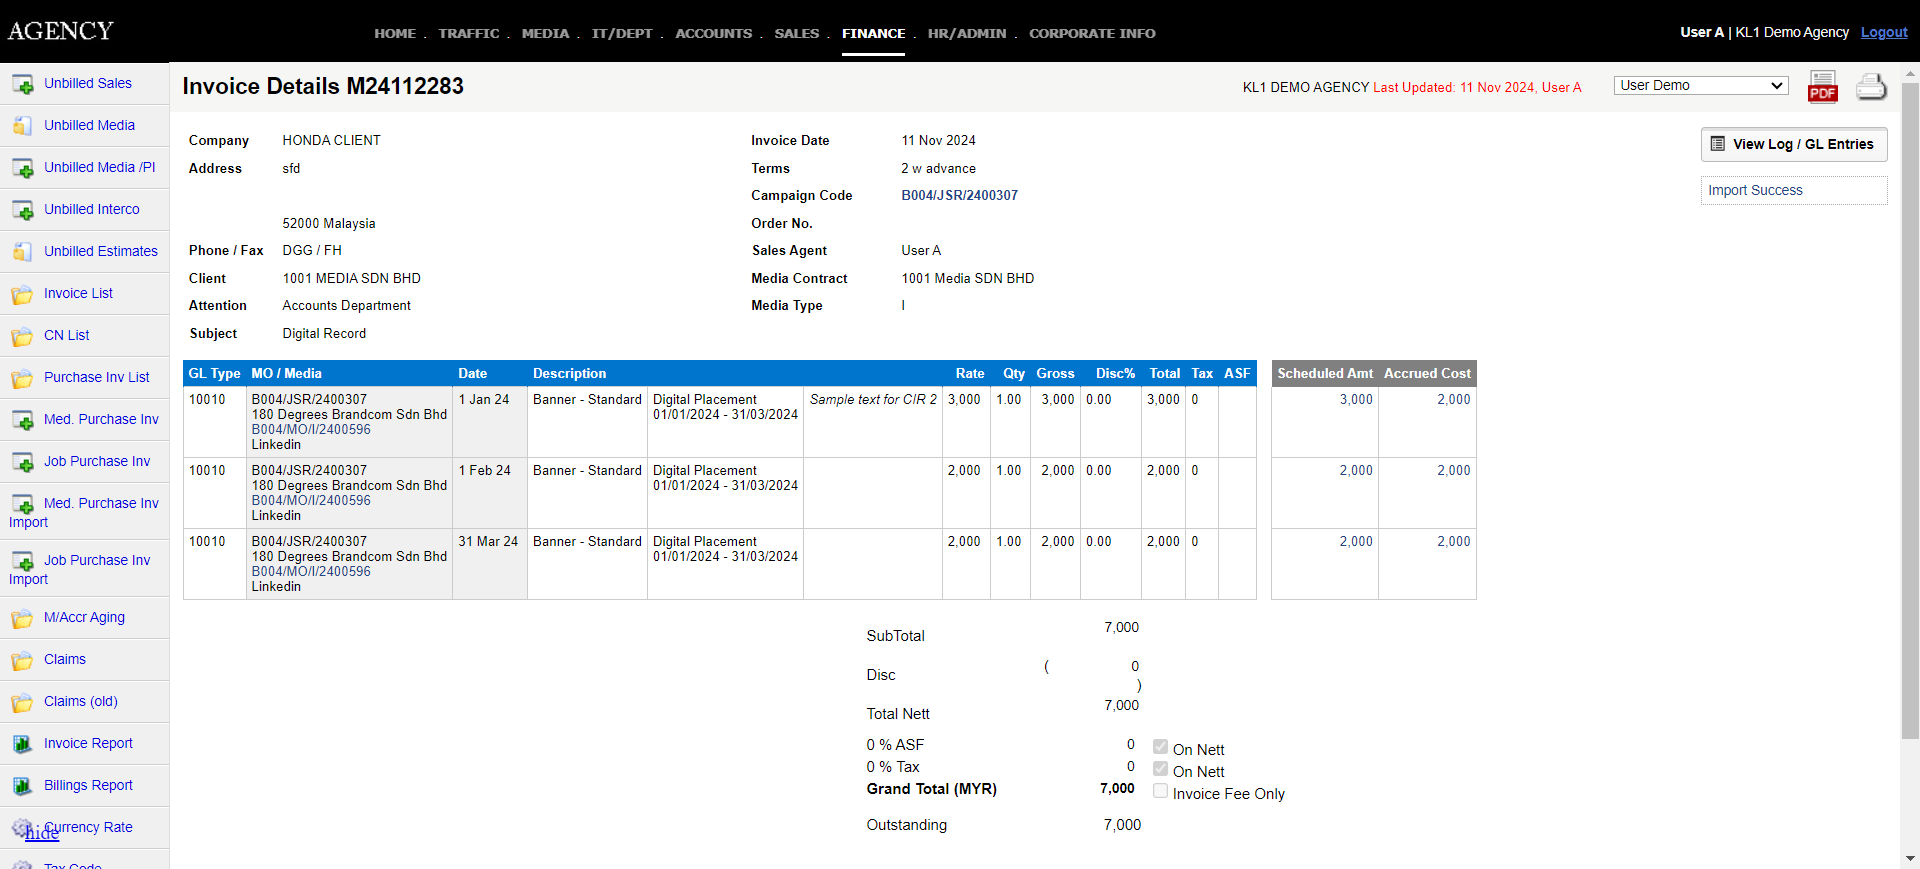 AGENCY
HOME . TRAFFIC . MEDIA . IT/DEPT . ACCOUNTS . SALES . FINANCE . HR/ADMIN . CORPORATE INFO
User A | KL1 Demo Agency Logout
Unbilled Sales
Unbilled Media
Unbilled Media /PI
Unbilled Interco
Unbilled Estimates
Invoice List
CN List
Purchase Inv List
Med. Purchase Inv
Job Purchase Inv
Med. Purchase Inv
Import
Job Purchase Inv
Import
M/Accr Aging
Claims
Claims (old)
Invoice Report
Billings Report
Currency Rate
hide
Tax Code
Invoice Details M24112283
KL1 DEMO AGENCY Last Updated: 11 Nov 2024, User A
User Demo
PDF
View Log / GL Entries
Import Success
Company HONDA CLIENT
Address sfd
52000 Malaysia
Phone / Fax DGG / FH
Client 1001 MEDIA SDN BHD
Attention Accounts Department
Subject Digital Record
Invoice Date 11 Nov 2024
Terms 2 w advance
Campaign Code B004/JSR/2400307
Order No.
Sales Agent User A
Media Contract 1001 Media SDN BHD
Media Type I
GL Type MO / Media Date Description Rate Qty Gross Disc% Total Tax ASF Scheduled Amt Accrued Cost
10010 B004/JSR/2400307 1 Jan 24 Banner - Standard Digital Placement Sample text for CIR 2 3,000 1.00 3,000 0.00 3,000 0 3,000 2,000
180 Degrees Brandcom Sdn Bhd 01/01/2024 - 31/03/2024
B004/MO/I/2400596
Linkedin
10010 B004/JSR/2400307 1 Feb 24 Banner - Standard Digital Placement 2,000 1.00 2,000 0.00 2,000 0 2,000 2,000
180 Degrees Brandcom Sdn Bhd 01/01/2024 - 31/03/2024
B004/MO/I/2400596
Linkedin
10010 B004/JSR/2400307 31 Mar 24 Banner - Standard Digital Placement 2,000 1.00 2,000 0.00 2,000 0 2,000 2,000
180 Degrees Brandcom Sdn Bhd 01/01/2024 - 31/03/2024
B004/MO/I/2400596
Linkedin
SubTotal 7,000
Disc ( 0
)
Total Nett 7,000
0 % ASF 0 On Nett
0 % Tax 0 On Nett
Grand Total (MYR) 7,000 Invoice Fee Only
Outstanding 7,000